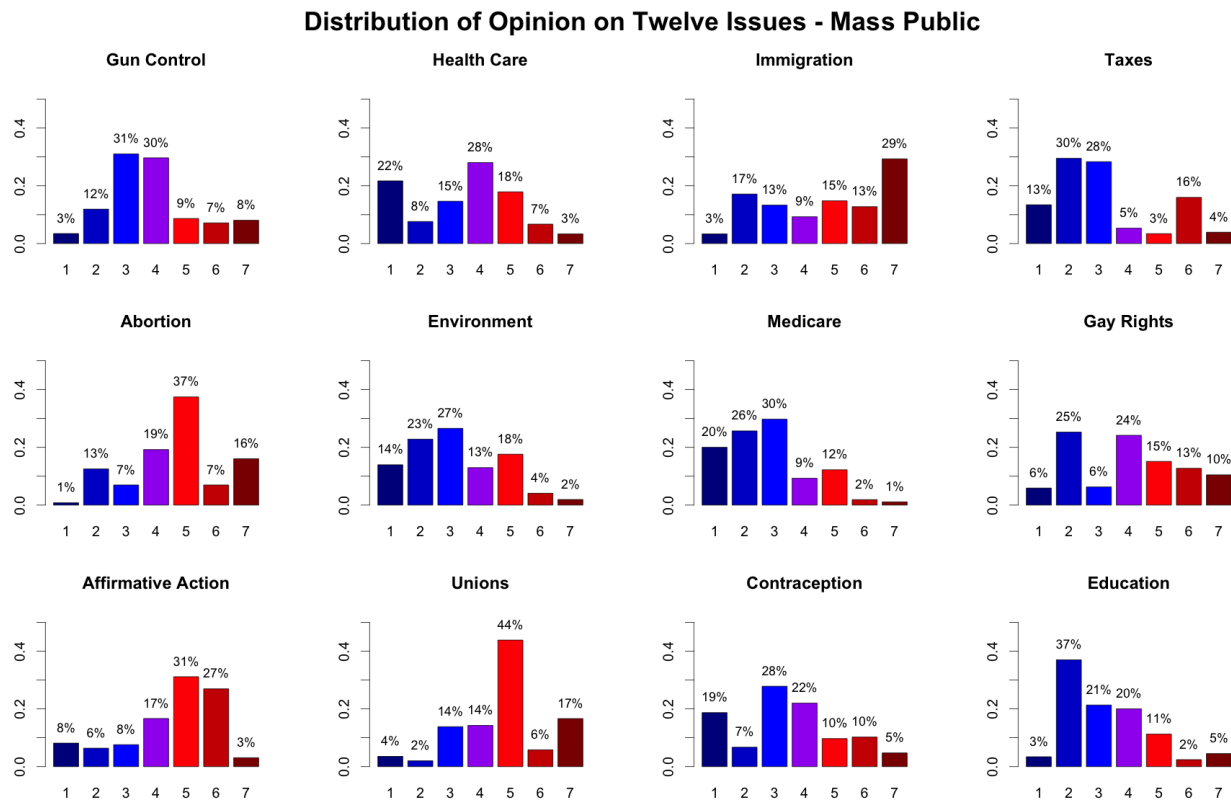 Distribution of Opinion on Twelve Issues - Mass Public
Gun Control
0.0 0.2 0.4
3% 12% 31% 30% 9% 7% 8%
1 2 3 4 5 6 7
Health Care
0.0 0.2 0.4
22% 8% 15% 28% 18% 7% 3%
1 2 3 4 5 6 7
Immigration
0.0 0.2 0.4
3% 17% 13% 9% 15% 13% 29%
1 2 3 4 5 6 7
Taxes
0.0 0.2 0.4
13% 30% 28% 5% 3% 16% 4%
1 2 3 4 5 6 7
Abortion
0.0 0.2 0.4
1% 13% 7% 19% 37% 7% 16%
1 2 3 4 5 6 7
Environment
0.0 0.2 0.4
14% 23% 27% 13% 18% 4% 2%
1 2 3 4 5 6 7
Medicare
0.0 0.2 0.4
20% 26% 30% 9% 12% 2% 1%
1 2 3 4 5 6 7
Gay Rights
0.0 0.2 0.4
6% 25% 6% 24% 15% 13% 10%
1 2 3 4 5 6 7
Affirmative Action
0.0 0.2 0.4
8% 6% 8% 17% 31% 27% 3%
1 2 3 4 5 6 7
Unions
0.0 0.2 0.4
4% 2% 14% 14% 44% 6% 17%
1 2 3 4 5 6 7
Contraception
0.0 0.2 0.4
19% 7% 28% 22% 10% 10% 5%
1 2 3 4 5 6 7
Education
0.0 0.2 0.4
3% 37% 21% 20% 11% 2% 5%
1 2 3 4 5 6 7